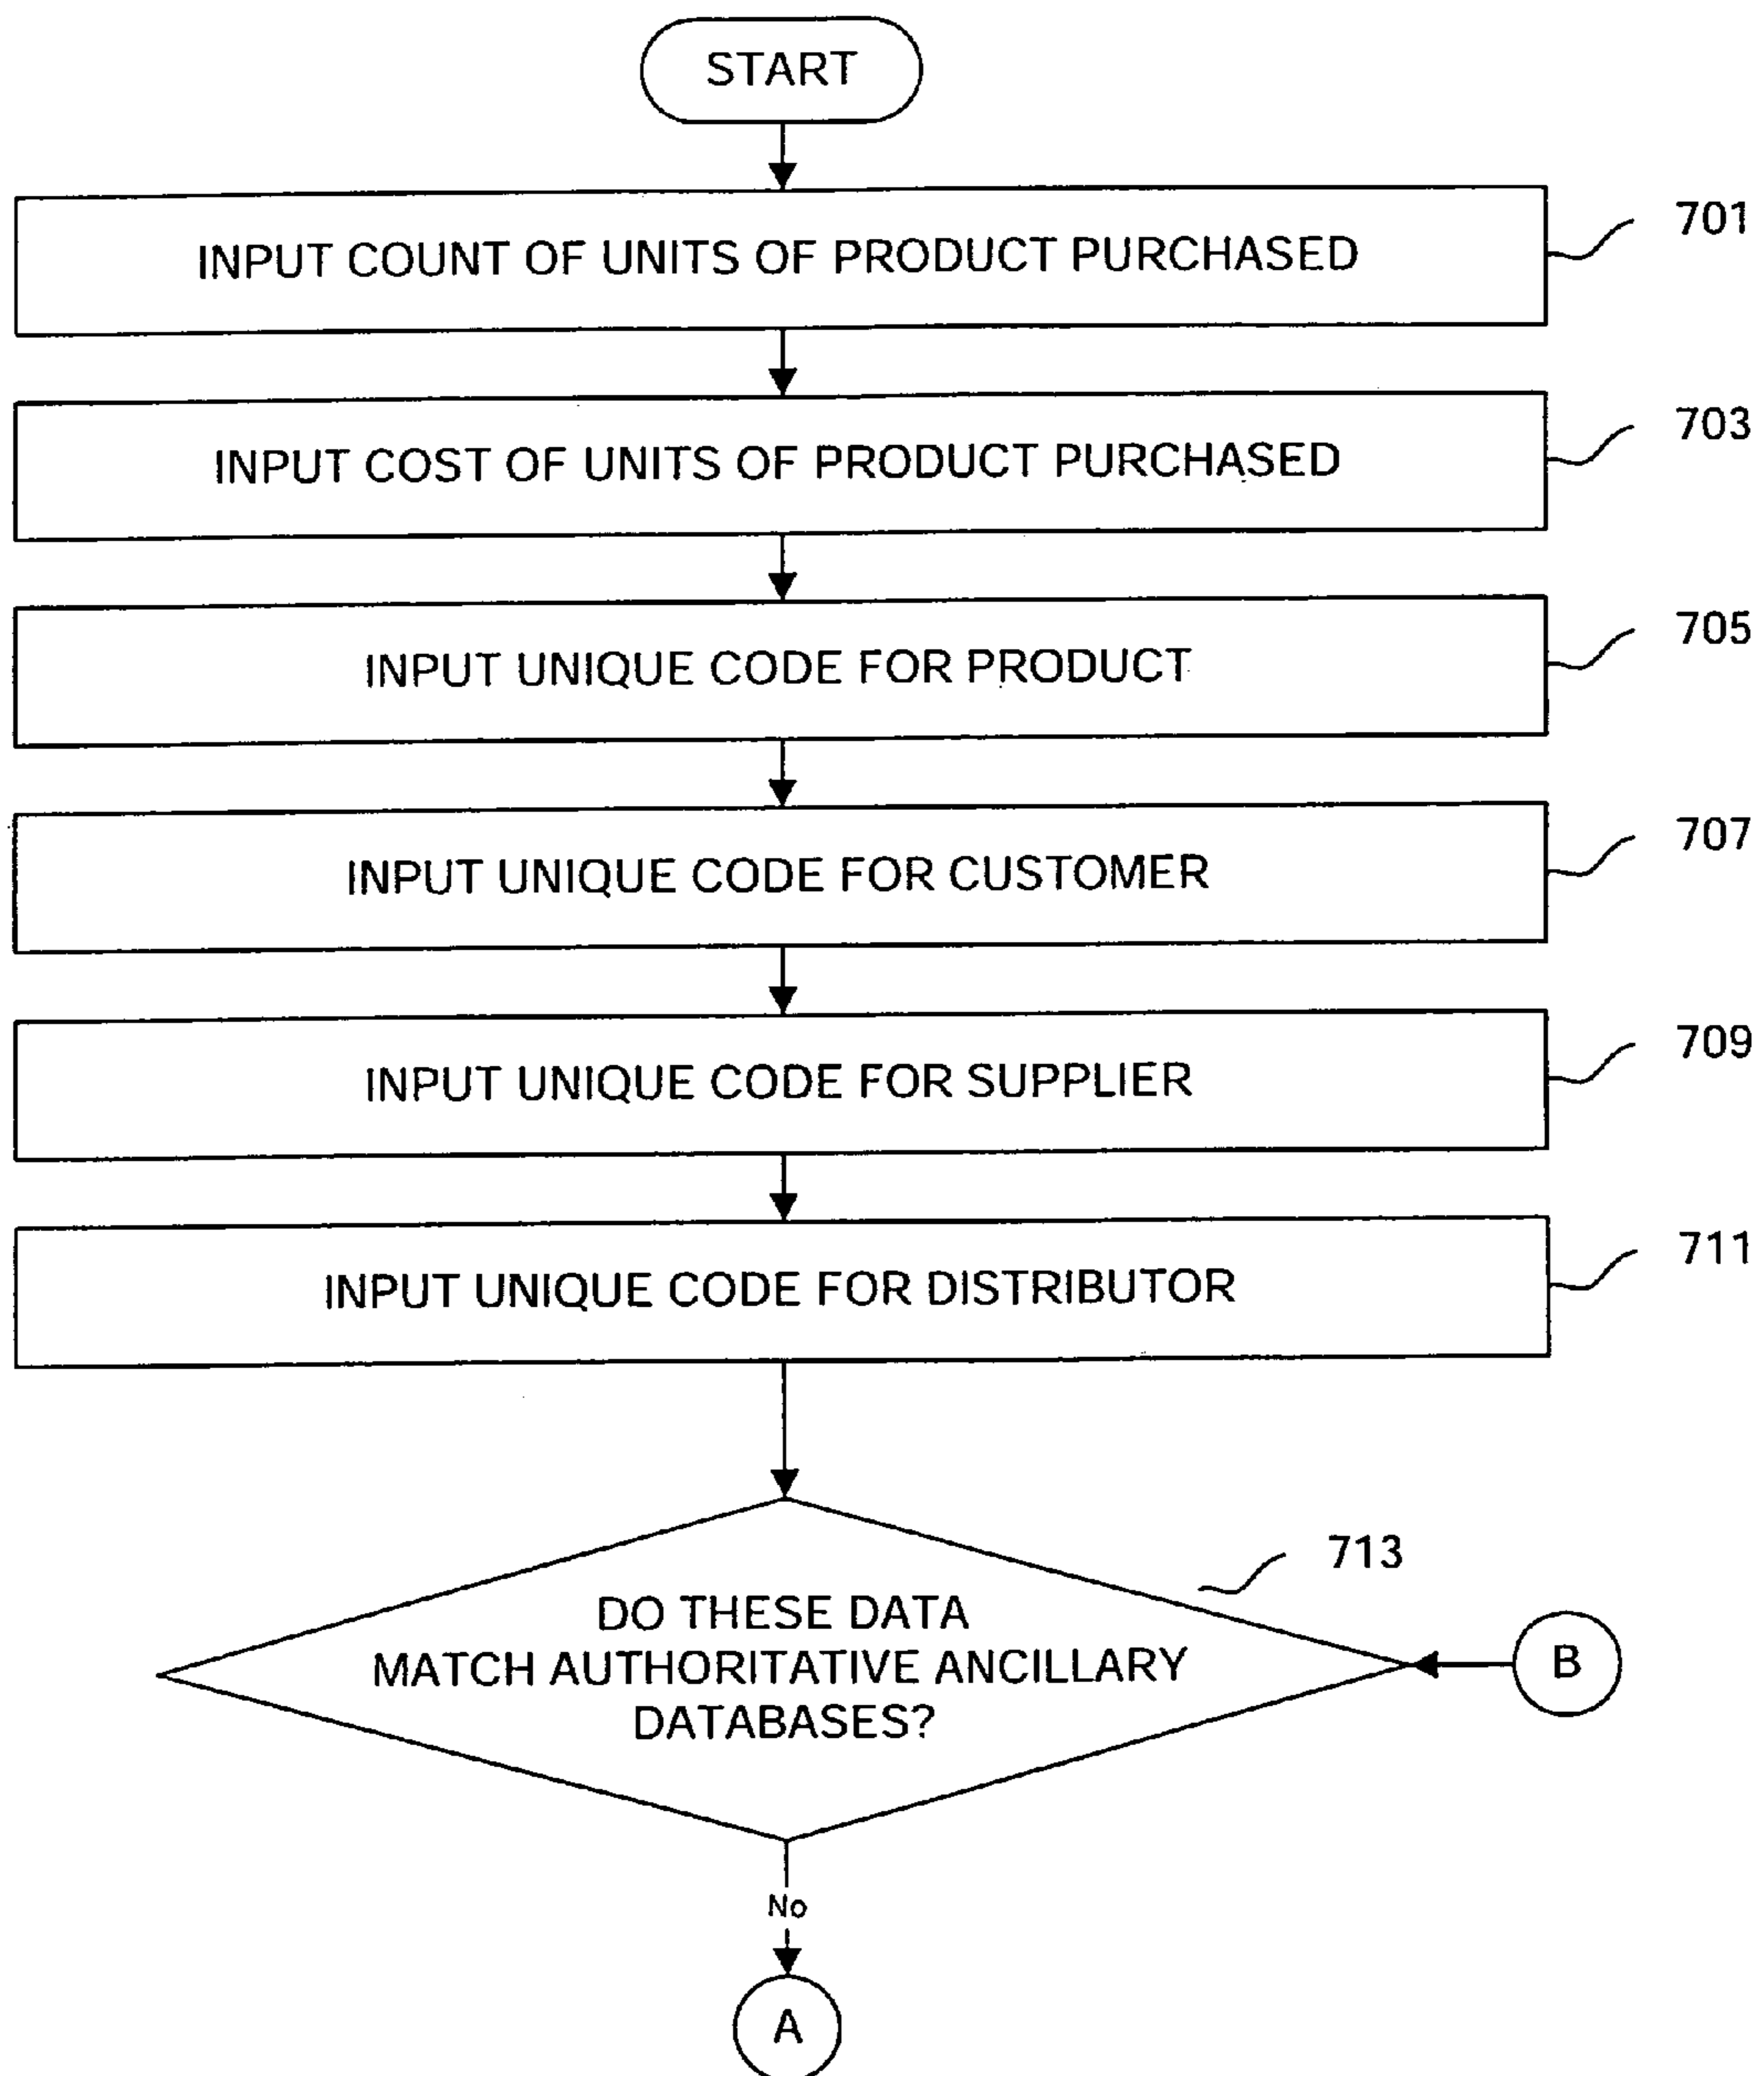 START
INPUT COUNT OF UNITS OF PRODUCT PURCHASED
701
INPUT COST OF UNITS OF PRODUCT PURCHASED
703
INPUT UNIQUE CODE FOR PRODUCT
705
INPUT UNIQUE CODE FOR CUSTOMER
707
INPUT UNIQUE CODE FOR SUPPLIER
709
INPUT UNIQUE CODE FOR DISTRIBUTOR
711
713
DO THESE DATA
MATCH AUTHORITATIVE ANCILLARY
DATABASES?
B
No
A